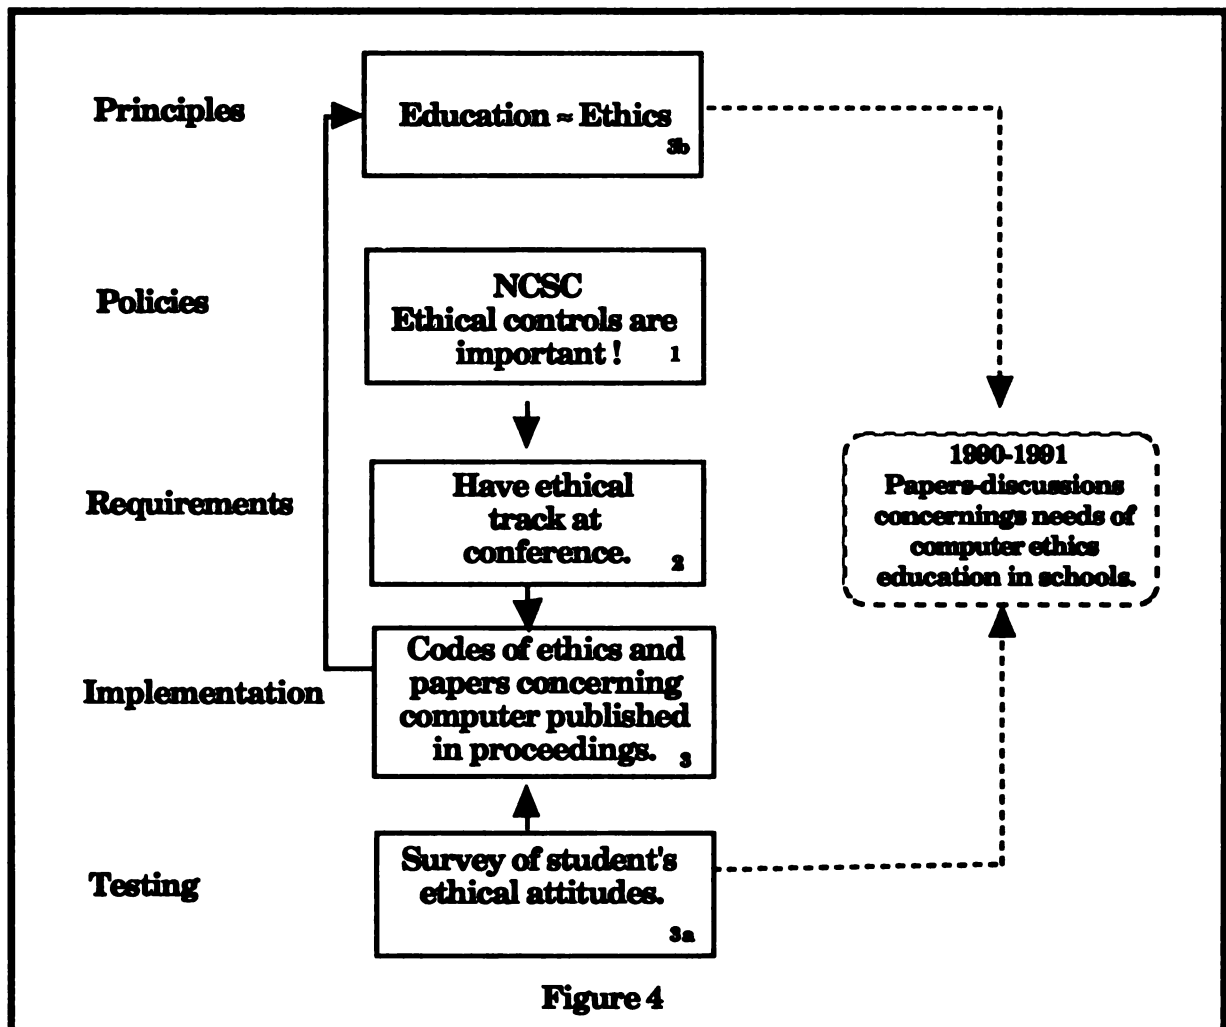 Principles
Education ≈ Ethics
3b
Policies
NCSC
Ethical controls are
important !
1
Requirements
Have ethical
track at
conference.
2
1990-1991
Papers-discussions
concernings needs of
computer ethics
education in schools.
Implementation
Codes of ethics and
papers concerning
computer published
in proceedings.
3
Testing
Survey of student's
ethical attitudes.
3a
Figure 4